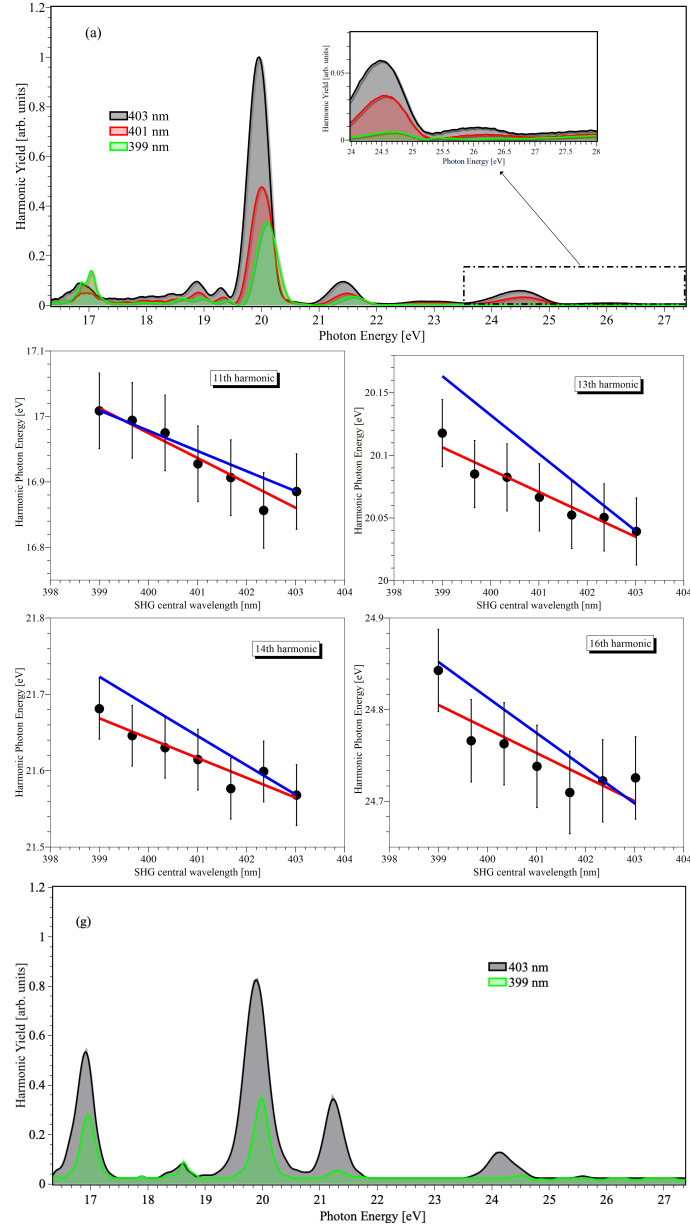 (a)
Harmonic Yield [arb. units]
1.2
1
0.8
0.6
0.4
0.2
0
403 nm
401 nm
399 nm
Harmonic Yield [arb. units]
0.05
0
24 24.5 25 25.5 26 26.5 27 27.5 28
Photon Energy [eV]
17 18 19 20 21 22 23 24 25 26 27
Photon Energy [eV]
11th harmonic
Harmonic Photon Energy [eV]
17.1
17
16.9
16.8
398 399 400 401 402 403 404
SHG central wavelength [nm]
13th harmonic
Harmonic Photon Energy [eV]
20.15
20.1
20.05
20
398 399 400 401 402 403 404
SHG central wavelength [nm]
14th harmonic
Harmonic Photon Energy [eV]
21.8
21.7
21.6
21.5
398 399 400 401 402 403 404
SHG central wavelength [nm]
16th harmonic
Harmonic Photon Energy [eV]
24.9
24.8
24.7
398 399 400 401 402 403 404
SHG central wavelength [nm]
(g)
Harmonic Yield [arb. units]
1.2
1
0.8
0.6
0.4
0.2
0
403 nm
399 nm
17 18 19 20 21 22 23 24 25 26 27
Photon Energy [eV]